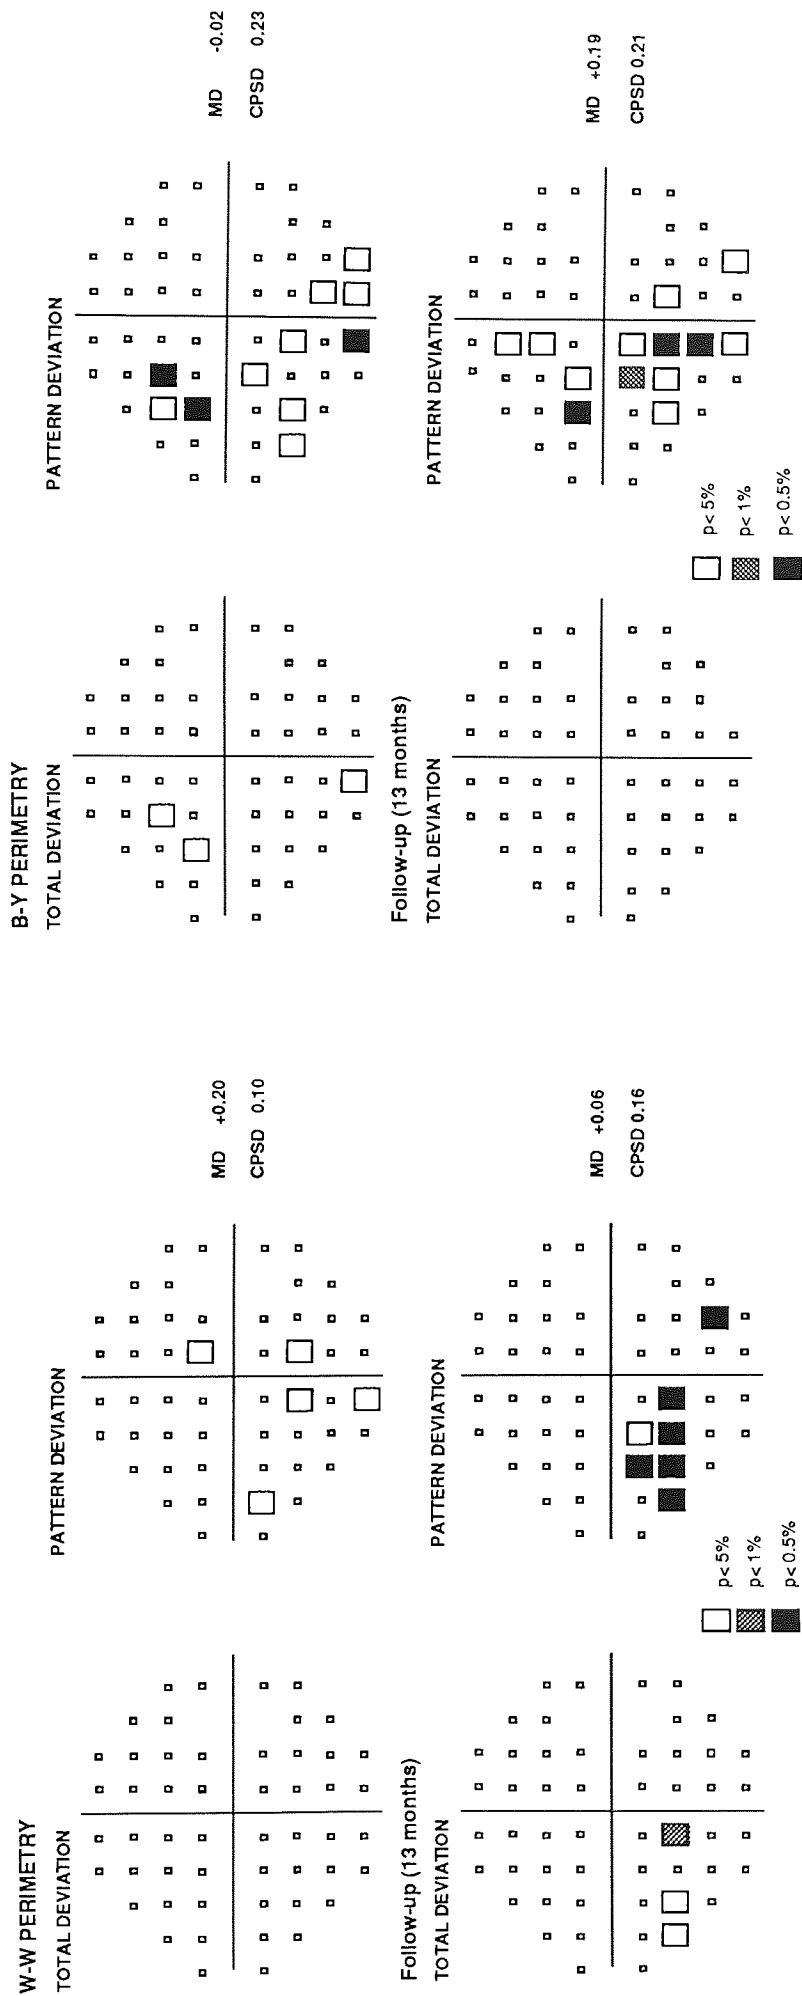 W-W PERIMETRY
TOTAL DEVIATION
PATTERN DEVIATION
MD +0.20
CPSD 0.10
Follow-up (13 months)
TOTAL DEVIATION
PATTERN DEVIATION
MD +0.06
CPSD 0.16
p< 5%
p< 1%
p< 0.5%
B-Y PERIMETRY
TOTAL DEVIATION
PATTERN DEVIATION
MD -0.02
CPSD 0.23
Follow-up (13 months)
TOTAL DEVIATION
PATTERN DEVIATION
MD +0.19
CPSD 0.21
p< 5%
p< 1%
p< 0.5%